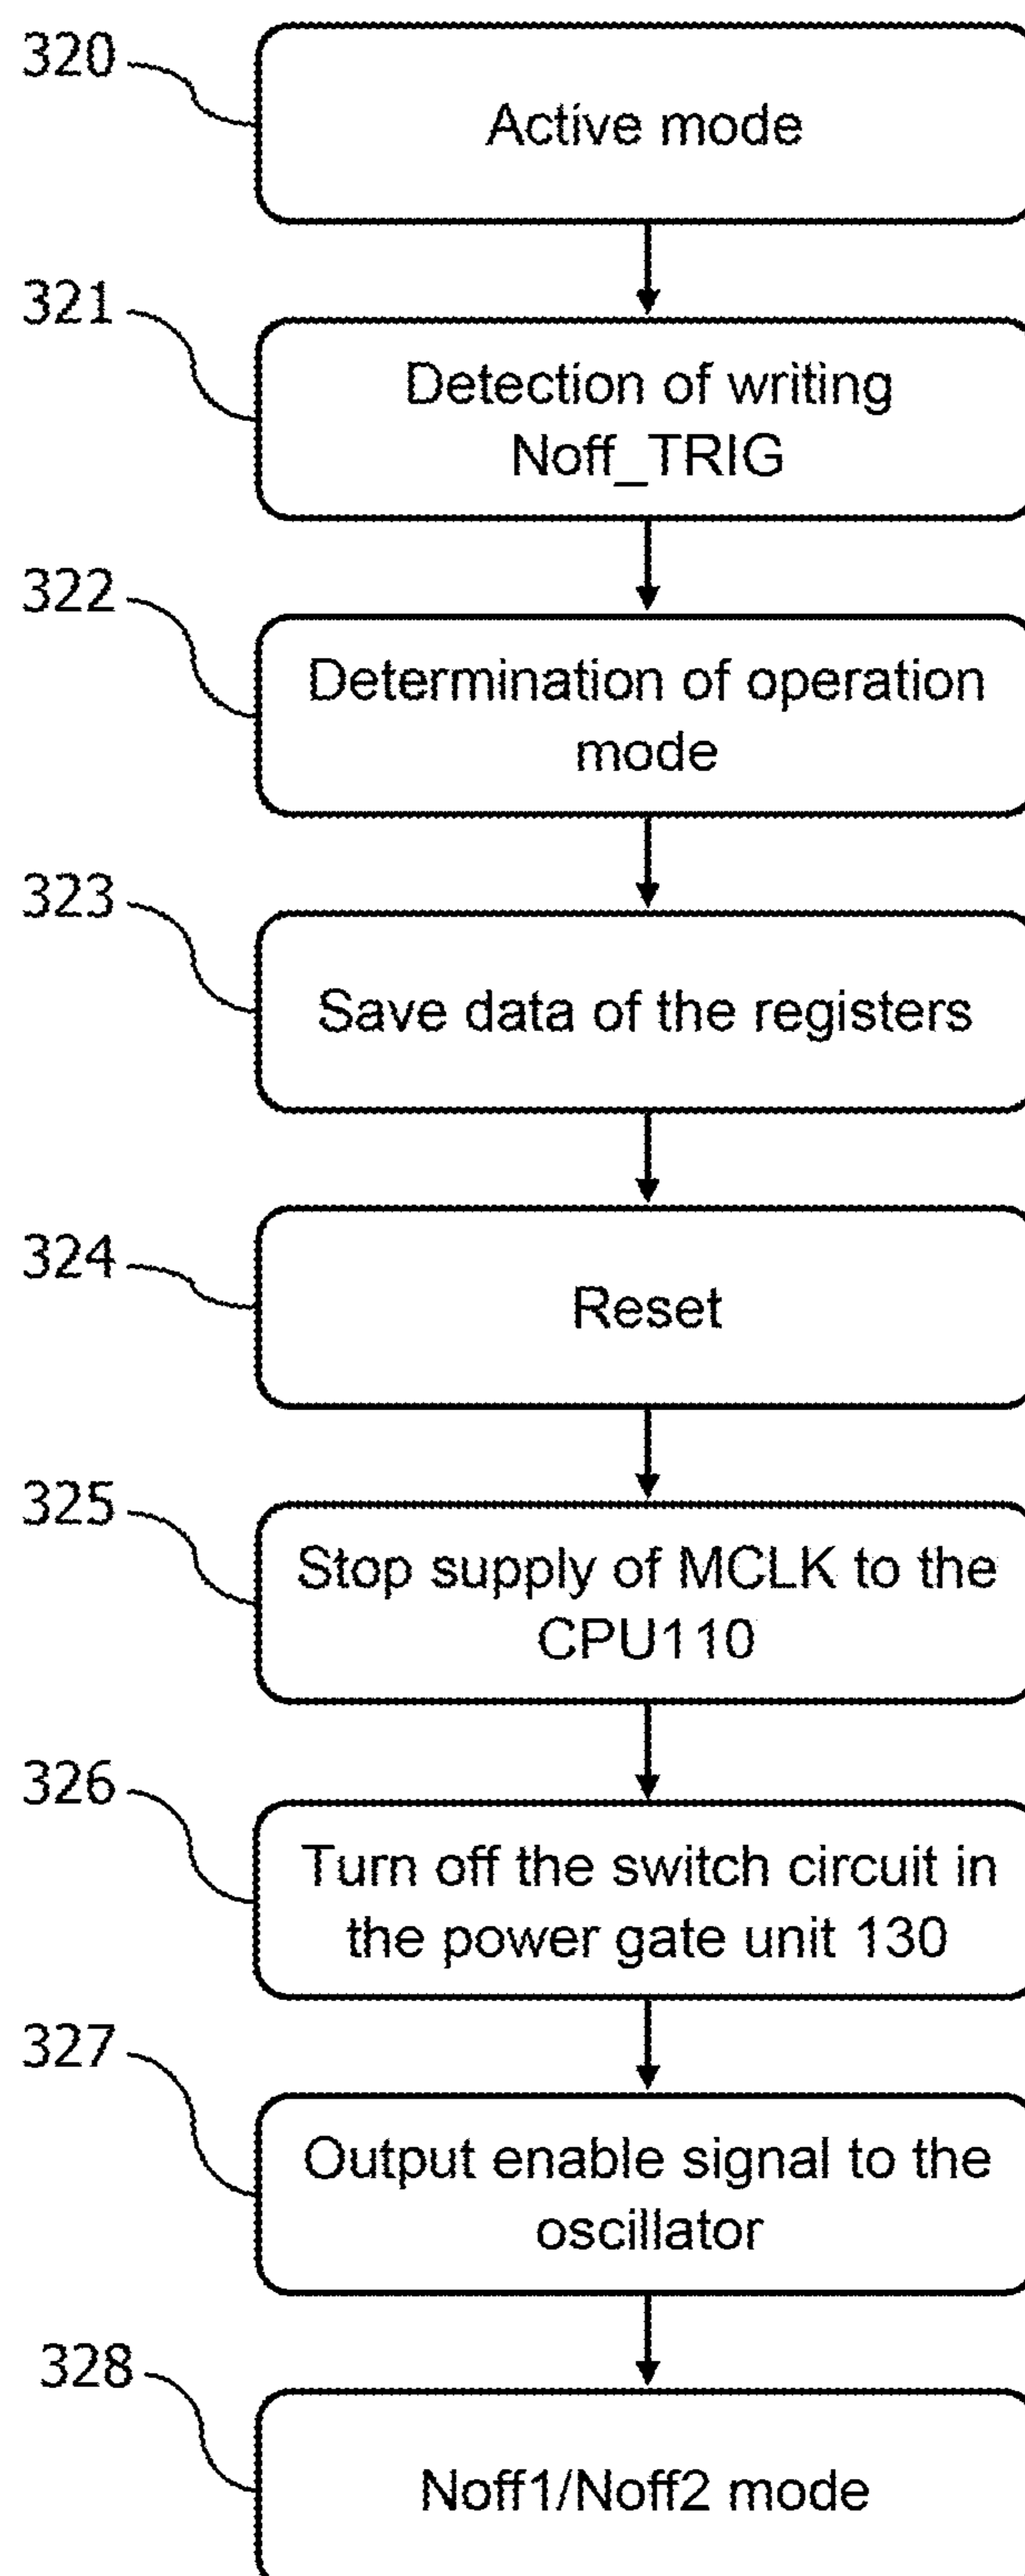 320
Active mode
321
Detection of writing
Noff_TRIG
322
Determination of operation
mode
323
Save data of the registers
324
Reset
325
Stop supply of MCLK to the
CPU110
326
Turn off the switch circuit in
the power gate unit 130
327
Output enable signal to the
oscillator
328
Noff1/Noff2 mode